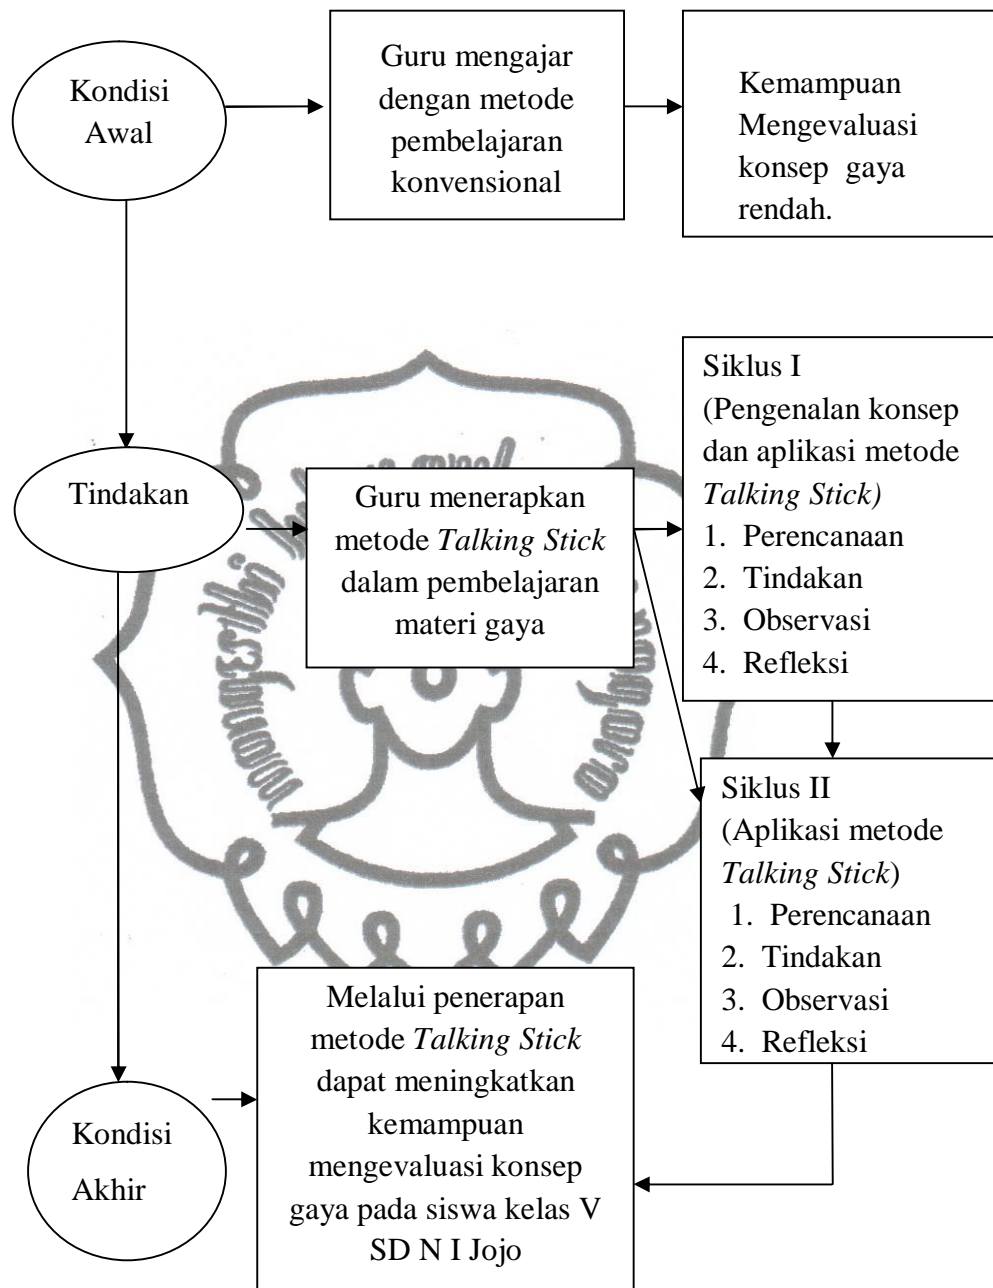 Kondisi
Awal
Guru mengajar
dengan metode
pembelajaran
konvensional
Kemampuan
Mengevaluasi
konsep gaya
rendah.
Tindakan
Guru menerapkan
metode Talking Stick
dalam pembelajaran
materi gaya
Siklus I
(Pengenalan konsep
dan aplikasi metode
Talking Stick)
1. Perencanaan
2. Tindakan
3. Observasi
4. Refleksi
Siklus II
(Aplikasi metode
Talking Stick)
1. Perencanaan
2. Tindakan
3. Observasi
4. Refleksi
Kondisi
Akhir
Melalui penerapan
metode Talking Stick
dapat meningkatkan
kemampuan
mengevaluasi konsep
gaya pada siswa kelas V
SD N I Jojo